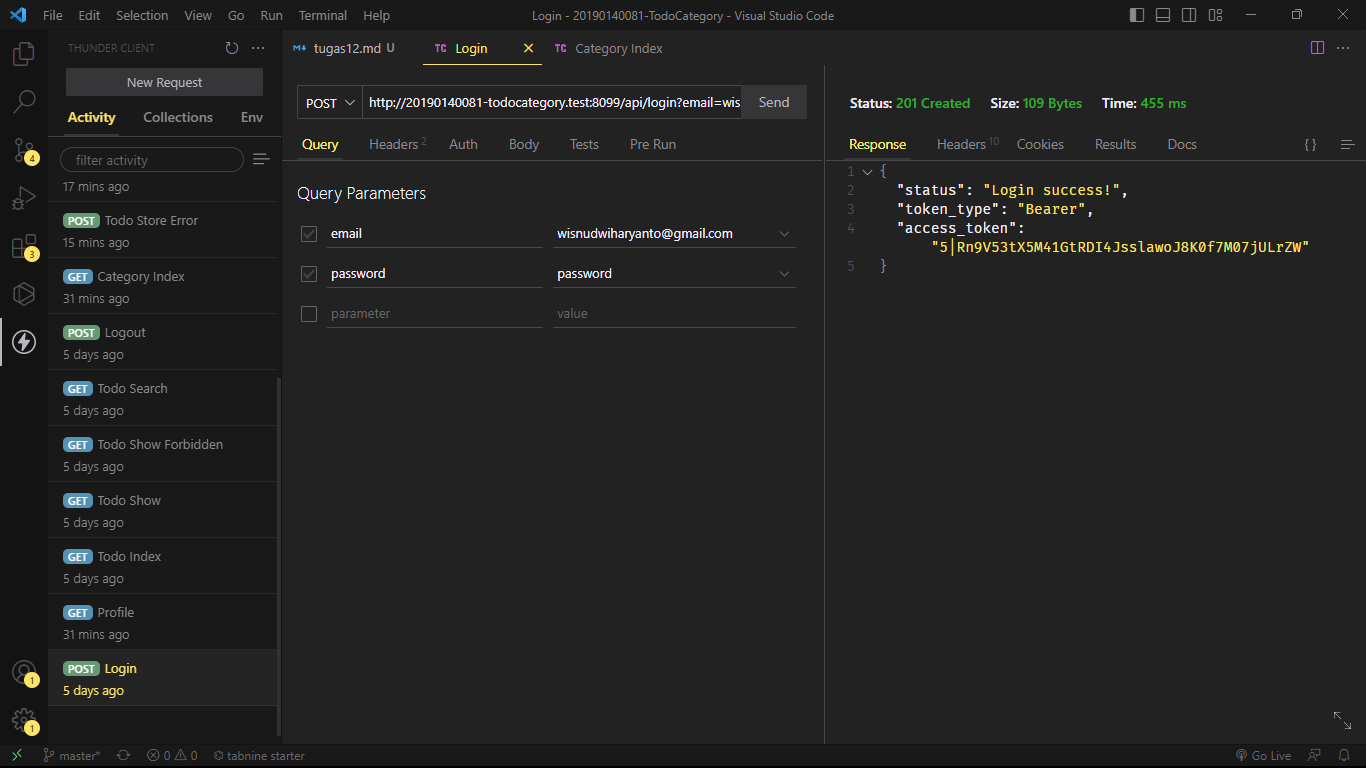 File Edit Selection View Go Run Terminal Help Login - 20190140081-TodoCategory - Visual Studio Code
THUNDER CLIENT
New Request
Activity Collections Env
filter activity
17 mins ago
POST Todo Store Error
15 mins ago
GET Category Index
31 mins ago
POST Logout
5 days ago
GET Todo Search
5 days ago
GET Todo Show Forbidden
5 days ago
GET Todo Show
5 days ago
GET Todo Index
5 days ago
GET Profile
31 mins ago
POST Login
5 days ago
4
3
1
1
M+ tugas12.md U TC Login TC Category Index
POST http://20190140081-todocategory.test:8099/api/login?email=wis Send
Query Headers 2 Auth Body Tests Pre Run
Query Parameters
email wisnudwiharyanto@gmail.com
password password
parameter value
Status: 201 Created Size: 109 Bytes Time: 455 ms
Response Headers 10 Cookies Results Docs { }
1 {
2 "status": "Login success!",
3 "token_type": "Bearer",
4 "access_token":
"5|Rn9V53tX5M41GtRDI4JsslawoJ8K0f7M07jULrZW"
5 }
master* 0 0 tabnine starter Go Live